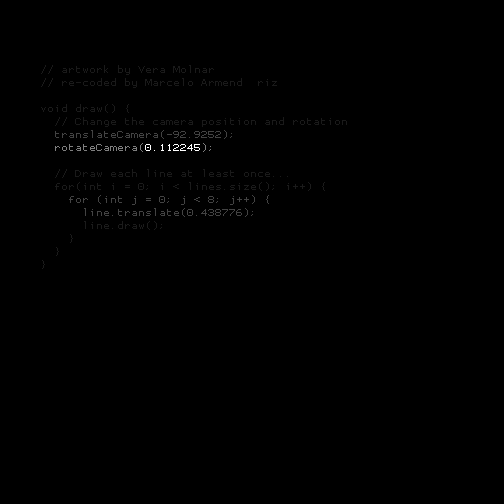 // artwork by Vera Molnar
// re-coded by Marcelo Armend  riz
void draw() {
// Change the camera position and rotation
translateCamera(-92.9252);
rotateCamera(0.112245);
// Draw each line at least once...
for(int i = 0; i < lines.size(); i++) {
for (int j = 0; j < 8; j++) {
line.translate(0.438776);
line.draw();
}
}
}